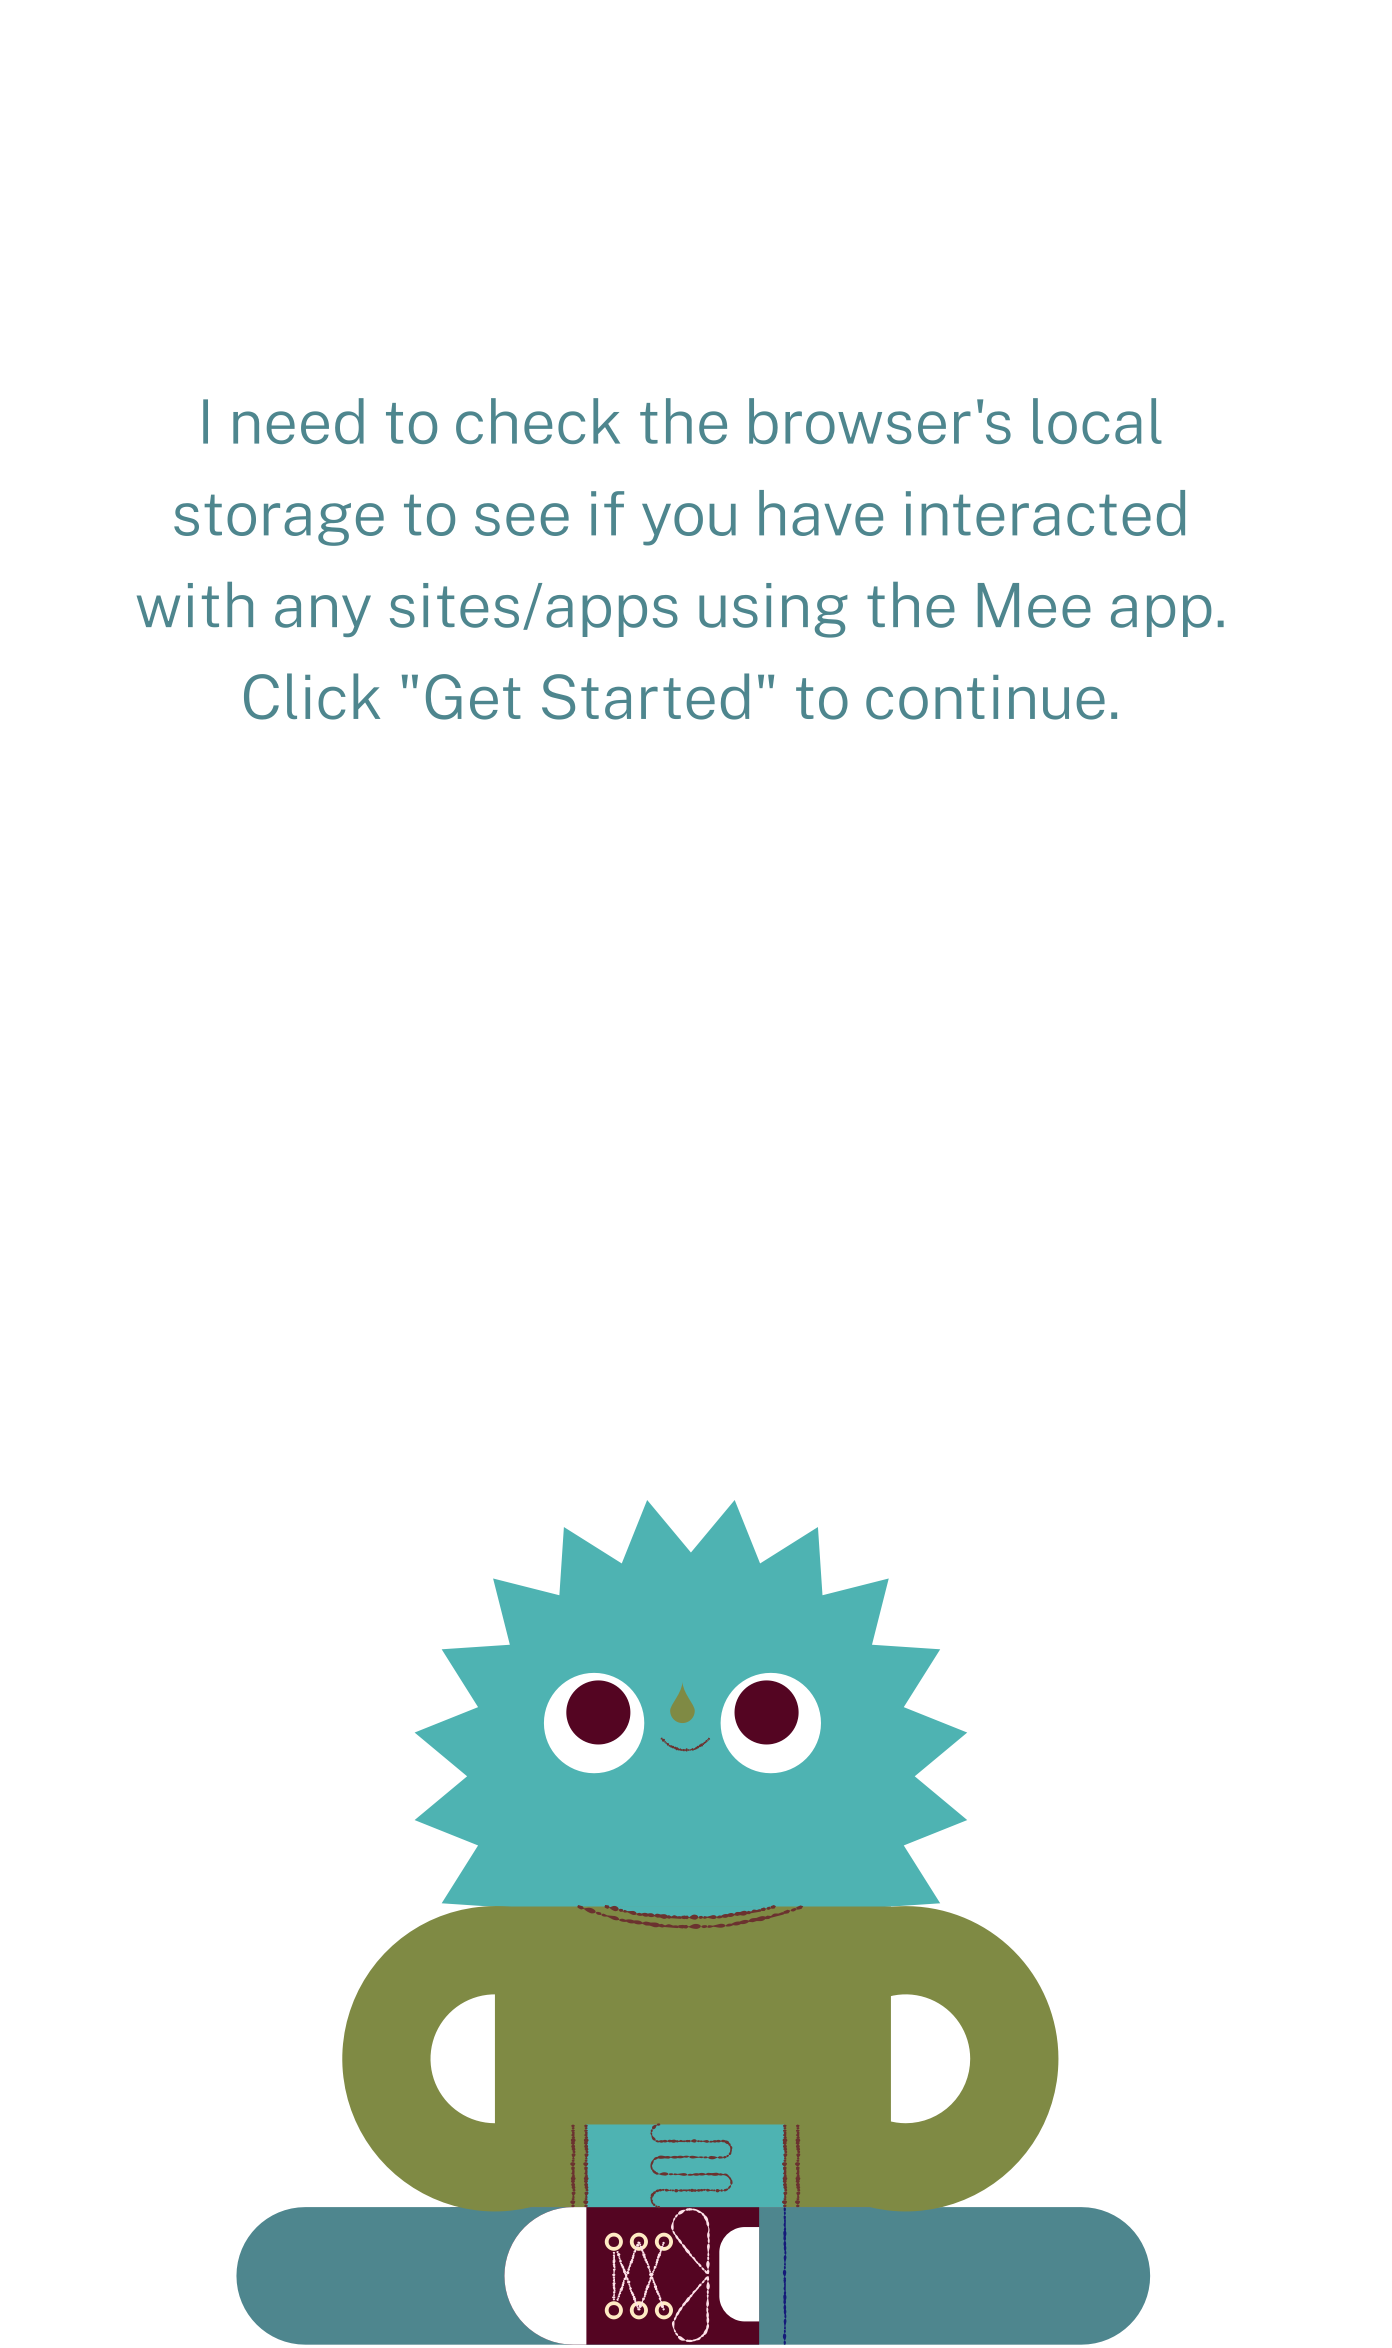 I need to check the browser's local
storage to see if you have interacted
with any sites/apps using the Mee app.
Click "Get Started" to continue.